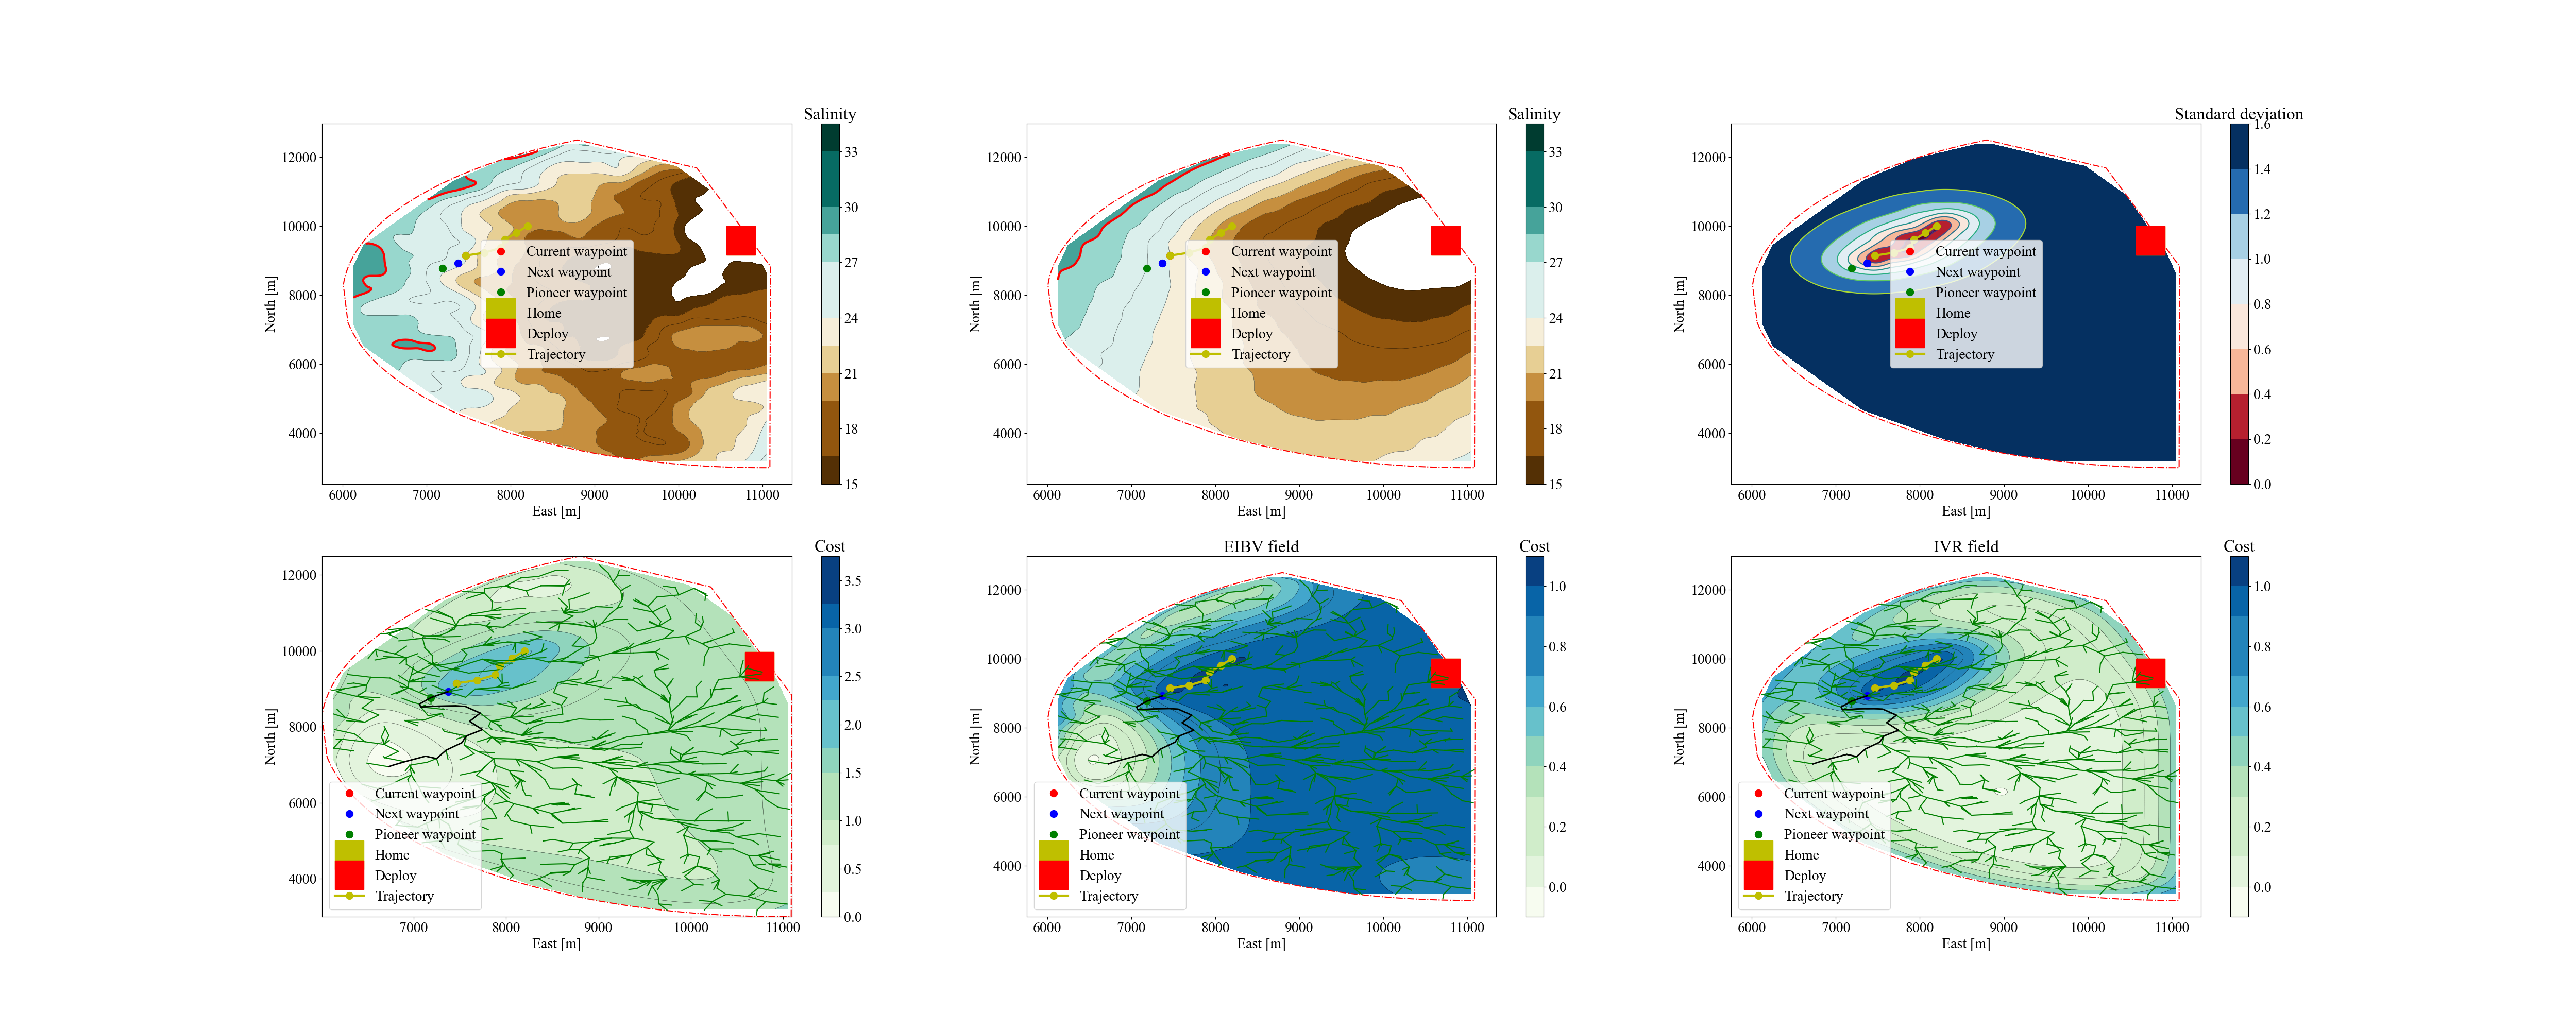 Salinity
12000
10000
8000
6000
4000
North [m]
6000 7000 8000 9000 10000 11000
East [m]
33
30
27
24
21
18
15
Current waypoint
Next waypoint
Pioneer waypoint
Home
Deploy
Trajectory
Salinity
12000
10000
8000
6000
4000
North [m]
6000 7000 8000 9000 10000 11000
East [m]
33
30
27
24
21
18
15
Current waypoint
Next waypoint
Pioneer waypoint
Home
Deploy
Trajectory
Standard deviation
12000
10000
8000
6000
4000
North [m]
6000 7000 8000 9000 10000 11000
East [m]
1.6
1.4
1.2
1.0
0.8
0.6
0.4
0.2
0.0
Current waypoint
Next waypoint
Pioneer waypoint
Home
Deploy
Trajectory
Cost
12000
10000
8000
6000
4000
North [m]
7000 8000 9000 10000 11000
East [m]
3.5
3.0
2.5
2.0
1.5
1.0
0.5
0.0
Current waypoint
Next waypoint
Pioneer waypoint
Home
Deploy
Trajectory
EIBV field
Cost
12000
10000
8000
6000
4000
North [m]
6000 7000 8000 9000 10000 11000
East [m]
1.0
0.8
0.6
0.4
0.2
0.0
Current waypoint
Next waypoint
Pioneer waypoint
Home
Deploy
Trajectory
IVR field
Cost
12000
10000
8000
6000
4000
North [m]
6000 7000 8000 9000 10000 11000
East [m]
1.0
0.8
0.6
0.4
0.2
0.0
Current waypoint
Next waypoint
Pioneer waypoint
Home
Deploy
Trajectory